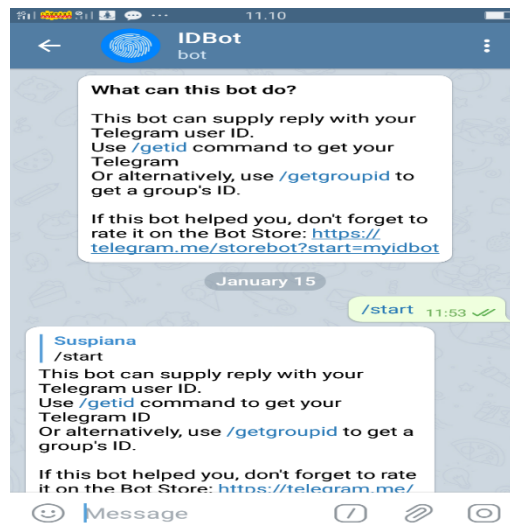 11.10
IDBot
bot
What can this bot do?
This bot can supply reply with your
Telegram user ID.
Use /getid command to get your
Telegram
Or alternatively, use /getgroupid to
get a group's ID.
If this bot helped you, don't forget to
rate it on the Bot Store: https://
telegram.me/storebot?start=myidbot
January 15
/start 11:53
Suspiana
/start
This bot can supply reply with your
Telegram user ID.
Use /getid command to get your
Telegram ID
Or alternatively, use /getgroupid to get a
group's ID.
If this bot helped you, don't forget to rate
it on the Bot Store: https://telegram.me/
Message